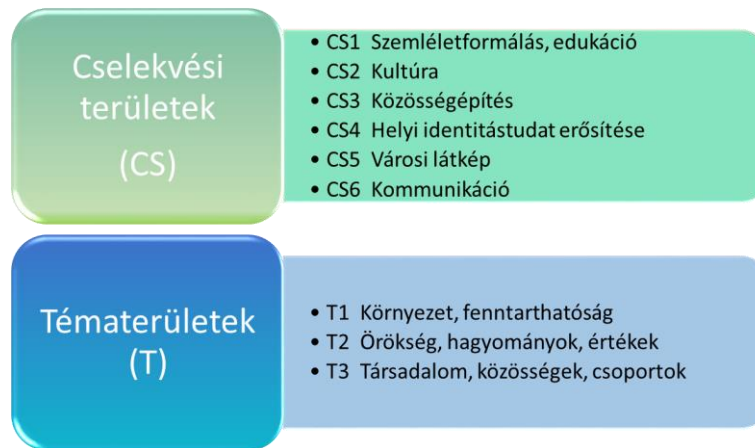 Cselekvési
területek
(CS)
• CS1 Szemléletformálás, edukáció
• CS2 Kultúra
• CS3 Közösségépítés
• CS4 Helyi identitástudat erősítése
• CS5 Városi látkép
• CS6 Kommunikáció
Tématerületek
(T)
• T1 Környezet, fenntarthatóság
• T2 Örökség, hagyományok, értékek
• T3 Társadalom, közösségek, csoportok